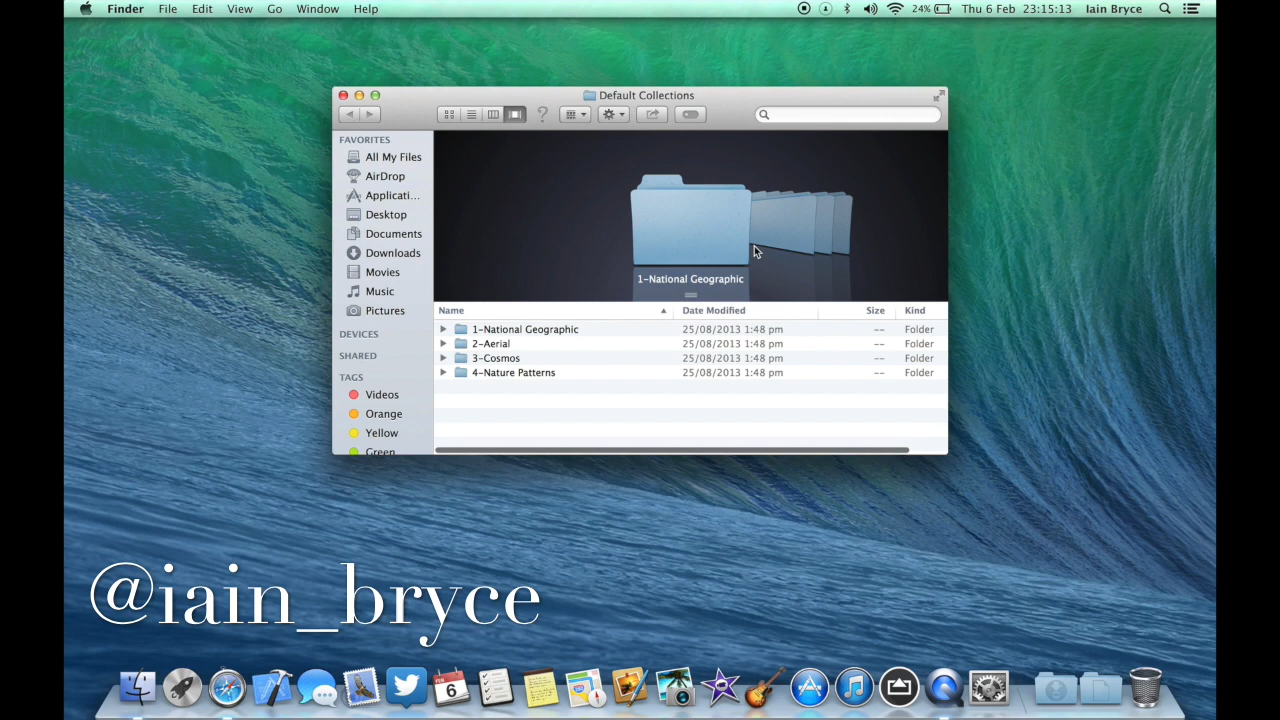 Finder File Edit View Go Window Help 24% Thu 6 Feb 23:15:13 Iain Bryce
Default Collections
FAVORITES
All My Files
AirDrop
Applicati...
Desktop
Documents
Downloads
Movies
Music
Pictures
DEVICES
SHARED
TAGS
Videos
Orange
Yellow
Green
1-National Geographic
Name Date Modified Size Kind
1-National Geographic 25/08/2013 1:48 pm -- Folder
2-Aerial 25/08/2013 1:48 pm -- Folder
3-Cosmos 25/08/2013 1:48 pm -- Folder
4-Nature Patterns 25/08/2013 1:48 pm -- Folder
@iain_bryce
FEB
6